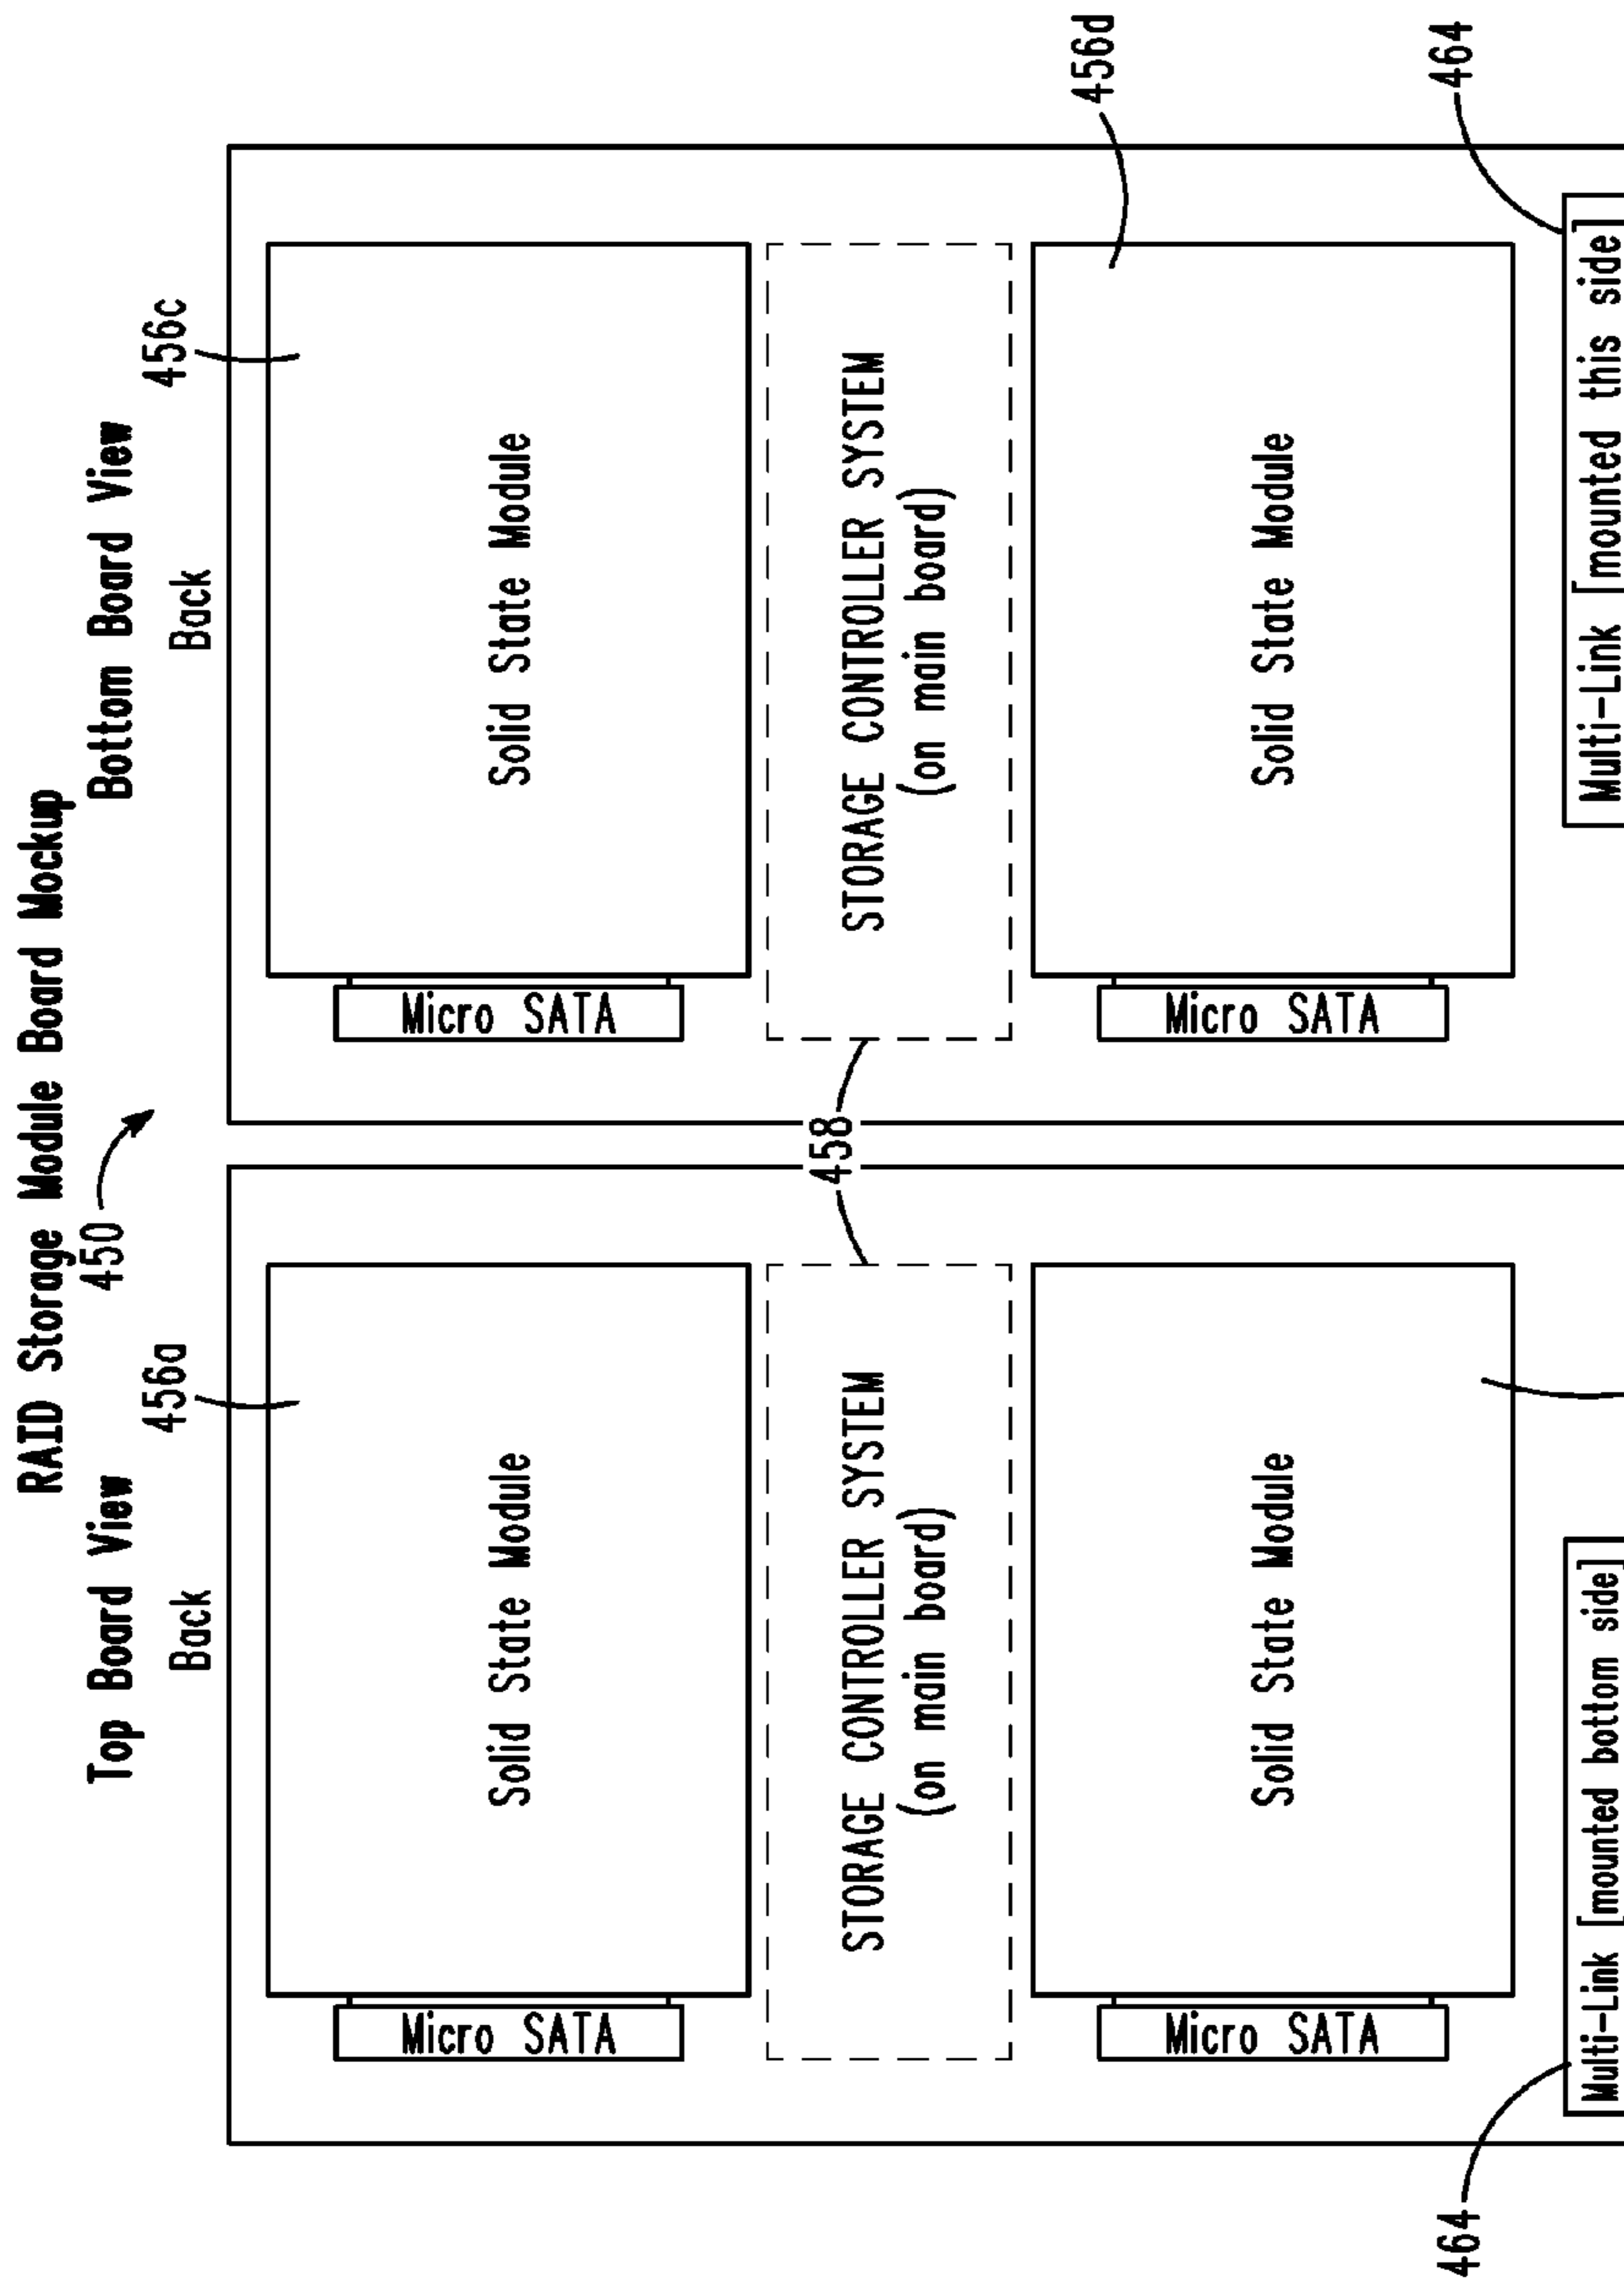 RAID Storage Module Board Mockup
450
Top Board View
Bottom Board View
456a
456c
Back
Back
Solid State Module
Solid State Module
Micro SATA
Micro SATA
STORAGE CONTROLLER SYSTEM
(on main board)
458
STORAGE CONTROLLER SYSTEM
(on main board)
456d
Solid State Module
Solid State Module
Micro SATA
Micro SATA
464
464
Multi-Link [mounted bottom side]
Multi-Link [mounted this side]